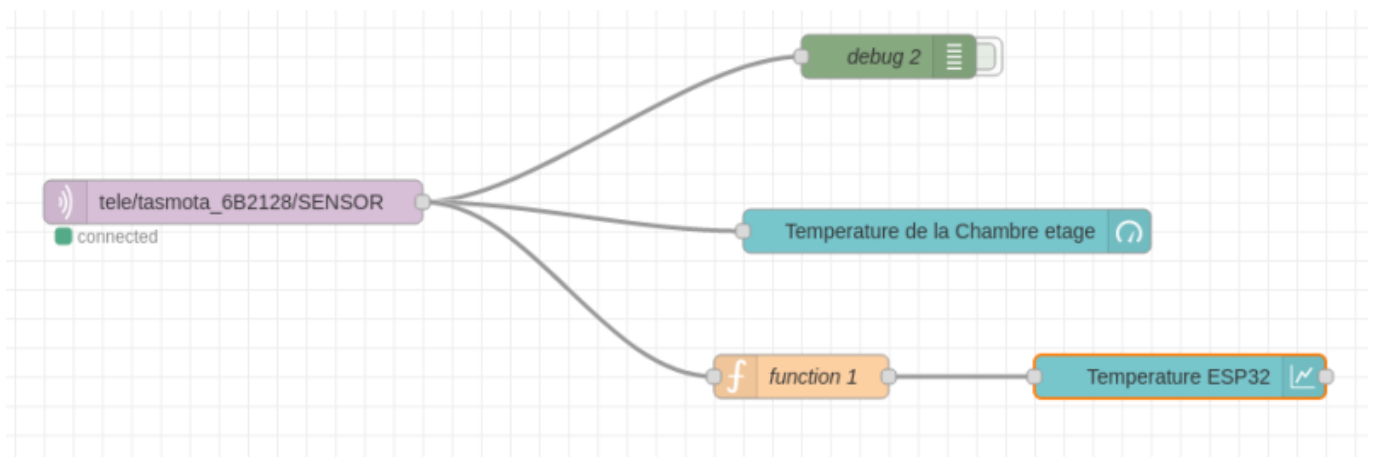 debug 2
tele/tasmota_6B2128/SENSOR
connected
Temperature de la Chambre etage
function 1
Temperature ESP32